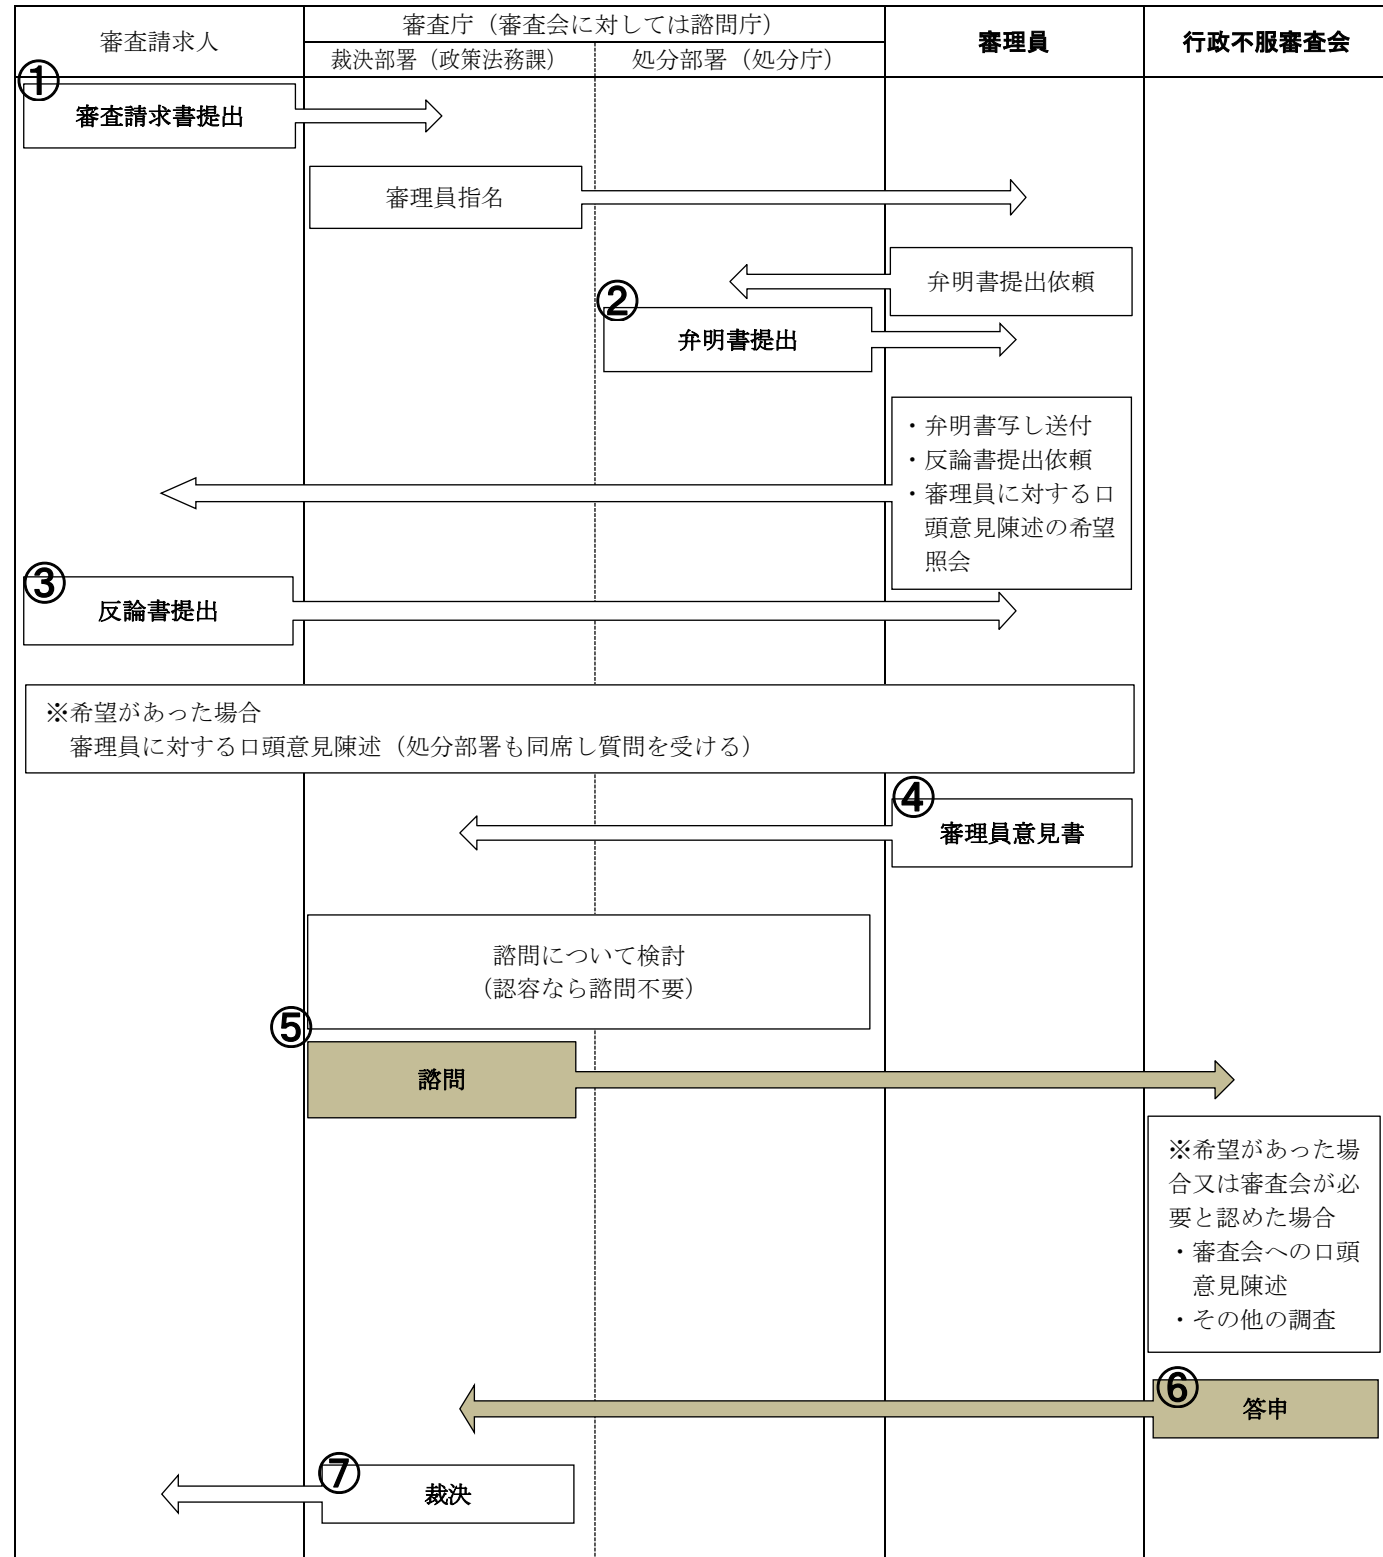 審査請求人
審査庁（審査会に対しては諮問庁）
裁決部署（政策法務課）
処分部署（処分庁）
審理員
行政不服審査会
①
審査請求書提出
審理員指名
弁明書提出依頼
②
弁明書提出
・弁明書写し送付
・反論書提出依頼
・審理員に対する口
頭意見陳述の希望
照会
③
反論書提出
※希望があった場合
審理員に対する口頭意見陳述（処分部署も同席し質問を受ける）
④
審理員意見書
諮問について検討
（認容なら諮問不要）
⑤
諮問
※希望があった場
合又は審査会が必
要と認めた場合
・審査会への口頭
意見陳述
・その他の調査
⑥
答申
⑦
裁決